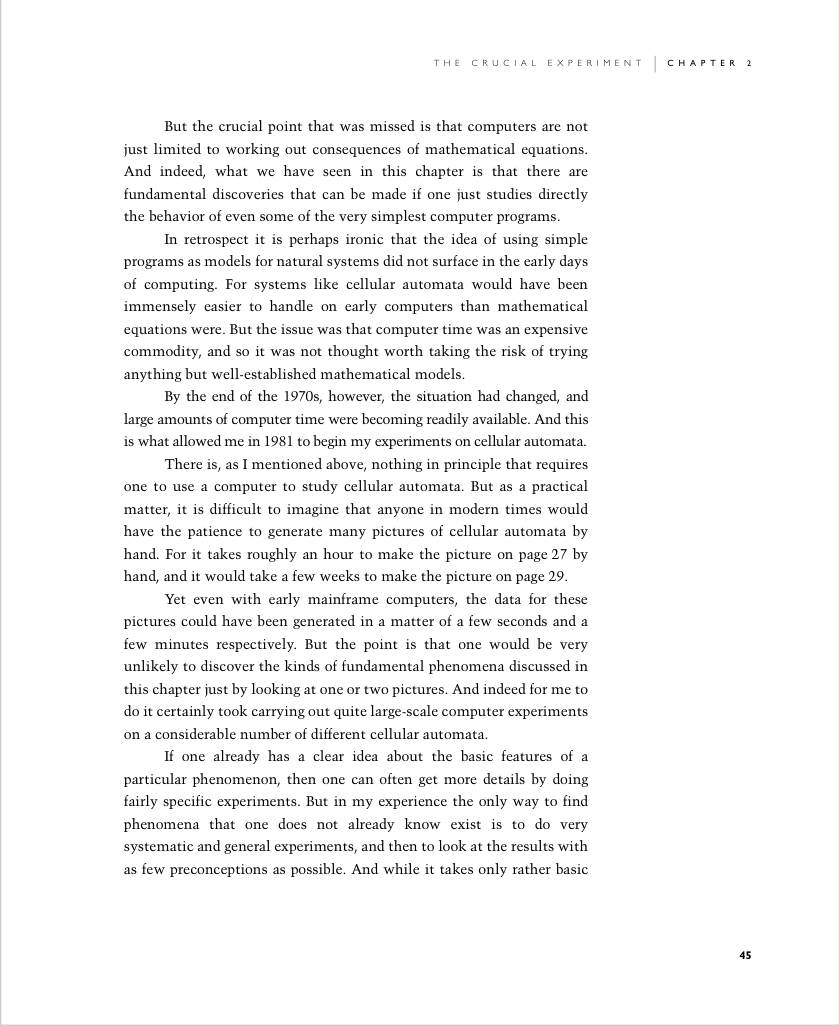 THE CRUCIAL EXPERIMENT | CHAPTER 2
But the crucial point that was missed is that computers are not
just limited to working out consequences of mathematical equations.
And indeed, what we have seen in this chapter is that there are
fundamental discoveries that can be made if one just studies directly
the behavior of even some of the very simplest computer programs.
In retrospect it is perhaps ironic that the idea of using simple
programs as models for natural systems did not surface in the early days
of computing. For systems like cellular automata would have been
immensely easier to handle on early computers than mathematical
equations were. But the issue was that computer time was an expensive
commodity, and so it was not thought worth taking the risk of trying
anything but well-established mathematical models.
By the end of the 1970s, however, the situation had changed, and
large amounts of computer time were becoming readily available. And this
is what allowed me in 1981 to begin my experiments on cellular automata.
There is, as I mentioned above, nothing in principle that requires
one to use a computer to study cellular automata. But as a practical
matter, it is difficult to imagine that anyone in modern times would
have the patience to generate many pictures of cellular automata by
hand. For it takes roughly an hour to make the picture on page 27 by
hand, and it would take a few weeks to make the picture on page 29.
Yet even with early mainframe computers, the data for these
pictures could have been generated in a matter of a few seconds and a
few minutes respectively. But the point is that one would be very
unlikely to discover the kinds of fundamental phenomena discussed in
this chapter just by looking at one or two pictures. And indeed for me to
do it certainly took carrying out quite large-scale computer experiments
on a considerable number of different cellular automata.
If one already has a clear idea about the basic features of a
particular phenomenon, then one can often get more details by doing
fairly specific experiments. But in my experience the only way to find
phenomena that one does not already know exist is to do very
systematic and general experiments, and then to look at the results with
as few preconceptions as possible. And while it takes only rather basic
45